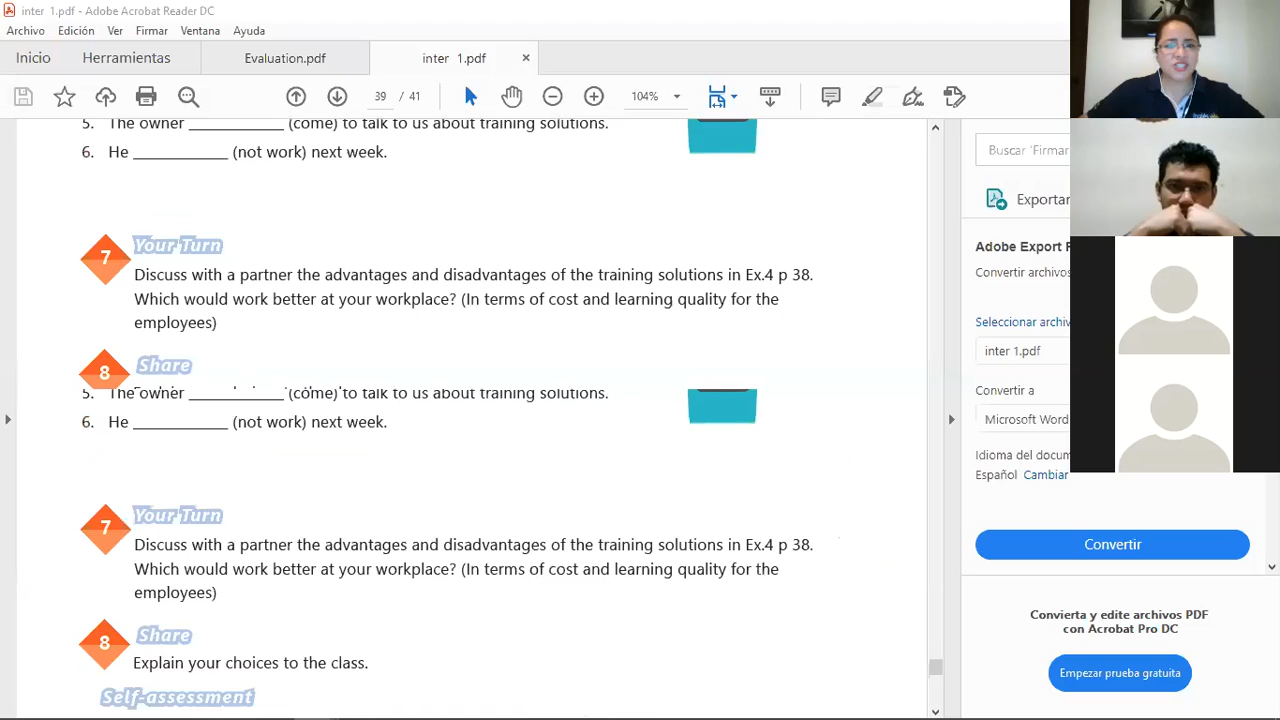 inter 1.pdf - Adobe Acrobat Reader DC
Archivo Edición Ver Firmar Ventana Ayuda
Inicio Herramientas Evaluation.pdf inter 1.pdf ×
39 / 41 104%
5. The owner ____________ (come) to talk to us about training solutions.
6. He ____________ (not work) next week.
7 Your Turn
Discuss with a partner the advantages and disadvantages of the training solutions in Ex.4 p 38.
Which would work better at your workplace? (In terms of cost and learning quality for the
employees)
8 Share
5. The owner ____________ (come) to talk to us about training solutions.
6. He ____________ (not work) next week.
7 Your Turn
Discuss with a partner the advantages and disadvantages of the training solutions in Ex.4 p 38.
Which would work better at your workplace? (In terms of cost and learning quality for the
employees)
8 Share
Explain your choices to the class.
Self-assessment
Buscar 'Firmar
Exportar
Adobe Export
Convertir archivos
Seleccionar archi
inter 1.pdf
Convertir a
Microsoft Word
Idioma del docum
Español Cambiar
Convertir
Convierta y edite archivos PDF
con Acrobat Pro DC
Empezar prueba gratuita